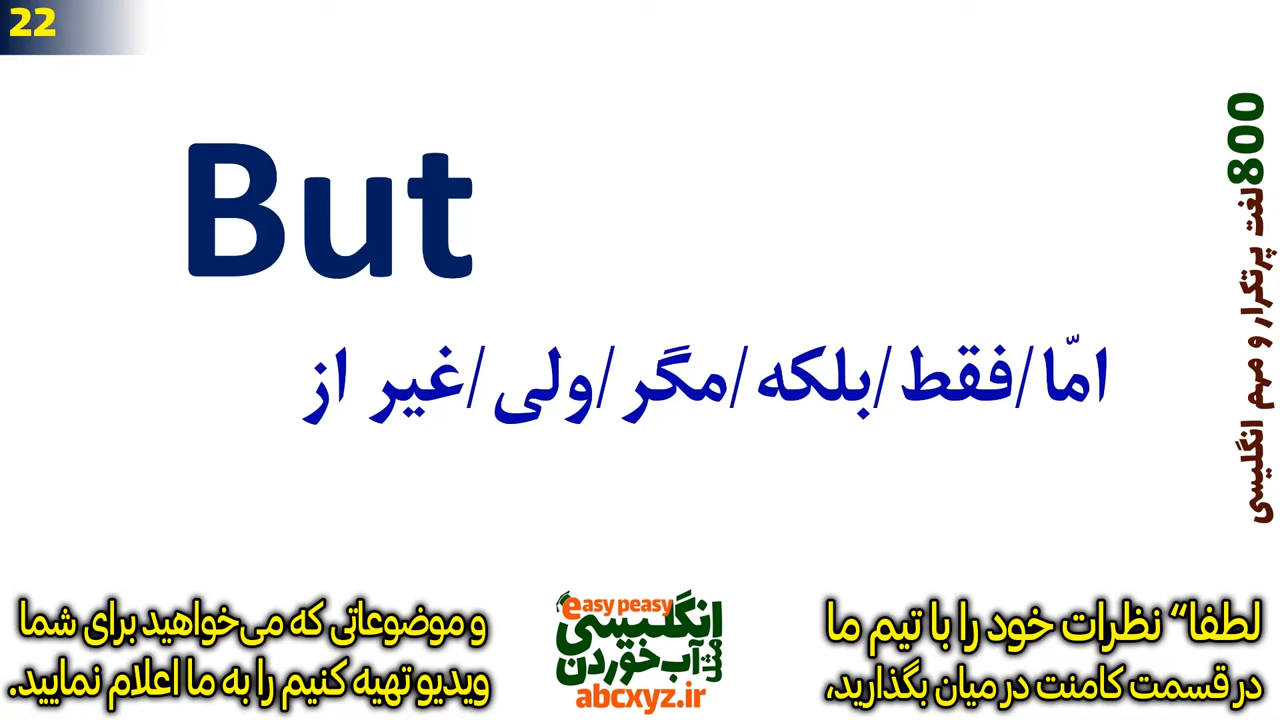 22
But
امّا/فقط/بلکه/مگر/ولی/غیر از
800 لغت پرتکرار و مهم انگلیسی
لطفا“ نظرات خود را با تیم ما
در قسمت کامنت در میان بگذارید،
easy peasy
انگلیسی
مثل
آب خوردن
abcxyz.ir
و موضوعاتی که می‌خواهید برای شما
ویدیو تهیه کنیم را به ما اعلام نمایید.